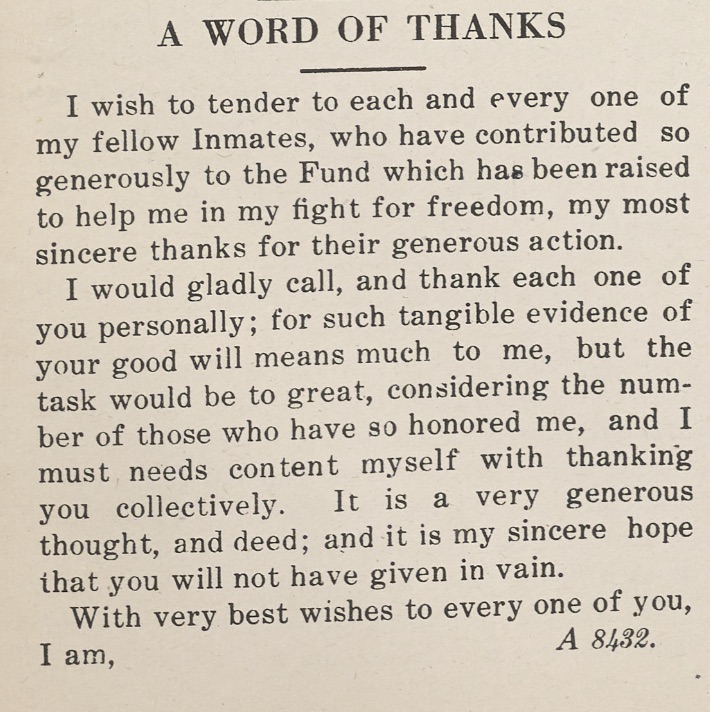 A WORD OF THANKS
I wish to tender to each and every one of
my fellow Inmates, who have contributed so
generously to the Fund which has been raised
to help me in my fight for freedom, my most
sincere thanks for their generous action.
I would gladly call, and thank each one of
you personally; for such tangible evidence of
your good will means much to me, but the
task would be to great, considering the num-
ber of those who have so honored me, and I
must needs content myself with thanking
you collectively. It is a very generous
thought, and deed; and it is my sincere hope
that you will not have given in vain.
With very best wishes to every one of you,
I am, A 8432.